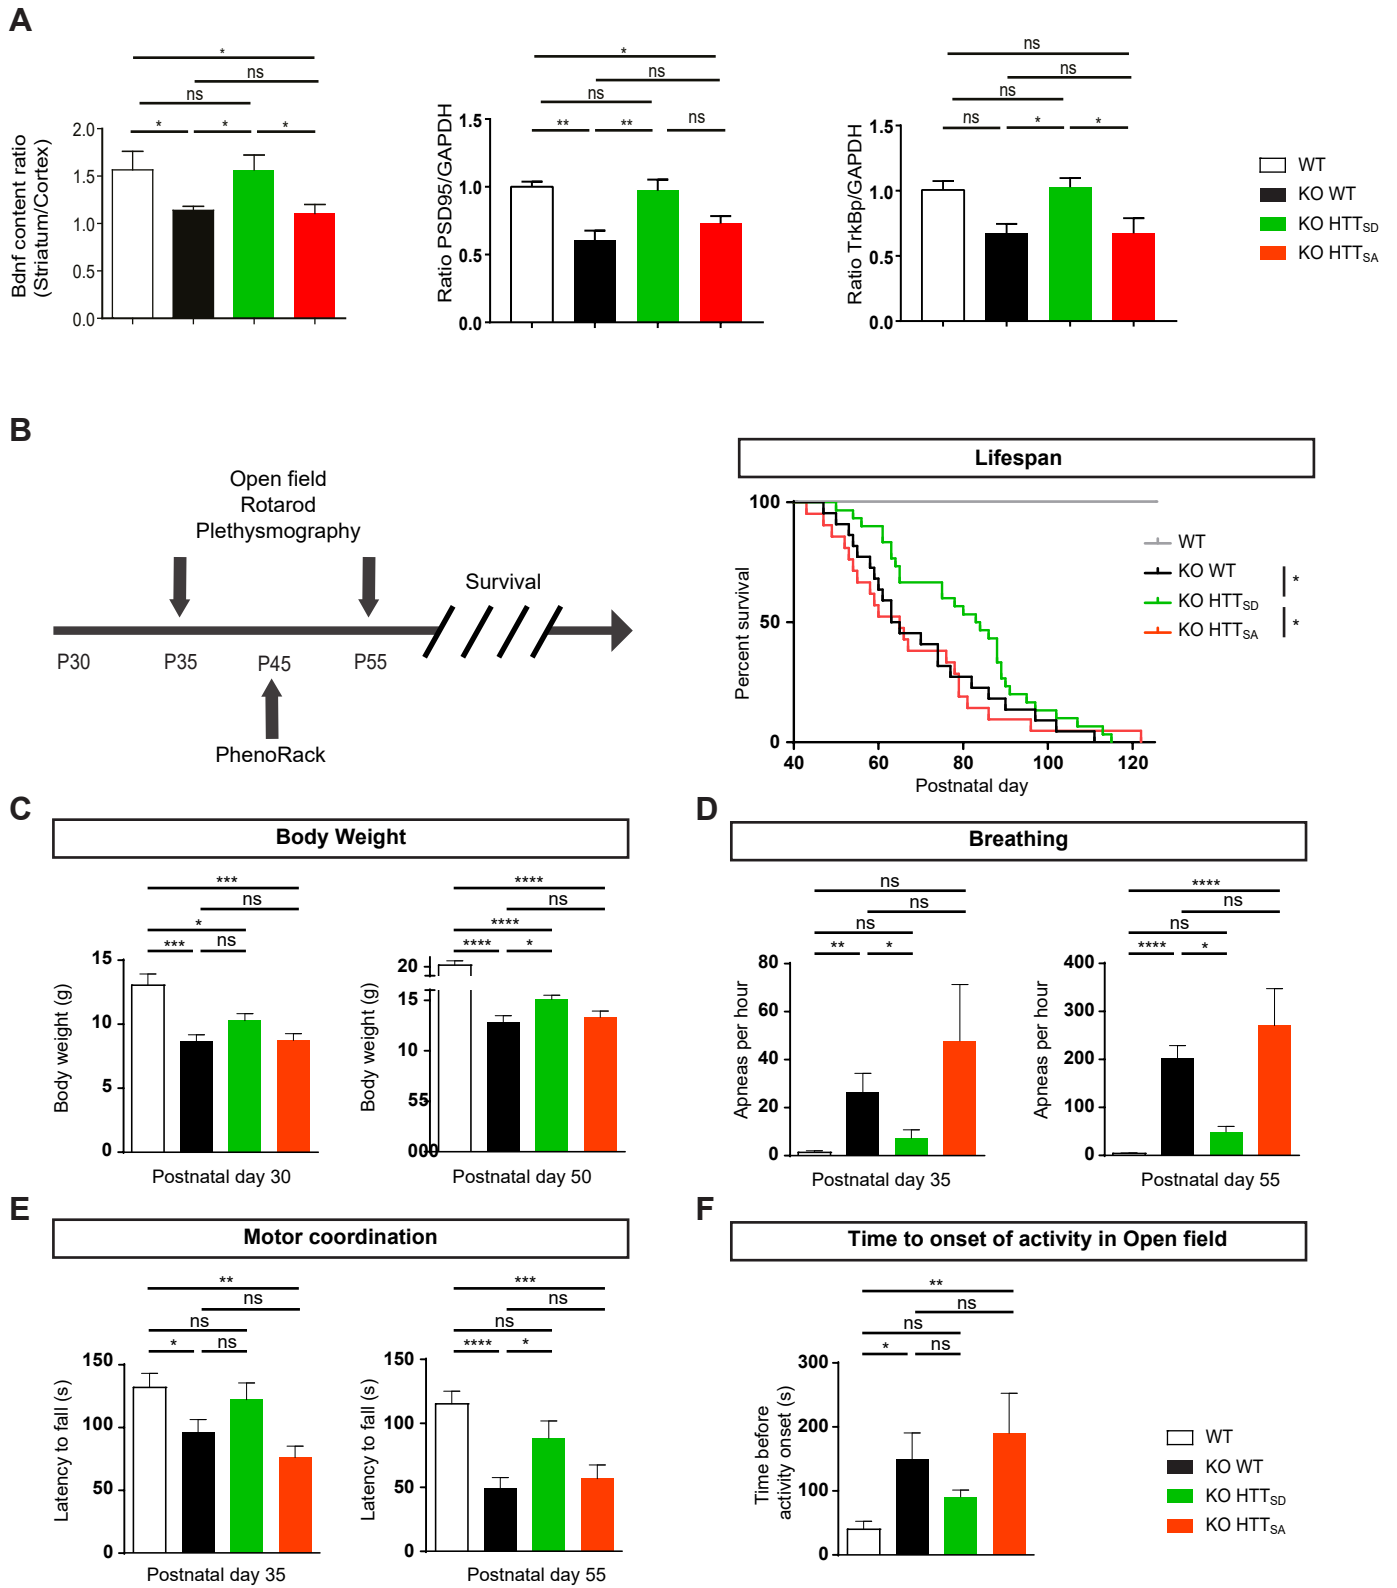 A
*
ns
ns
* * *
Bdnf content ratio
(Striatum/Cortex)
2.0
1.5
1.0
0.5
0.0
*
ns
ns
** ** ns
Ratio PSD95/GAPDH
1.5
1.0
0.5
0.0
ns
ns
ns
ns * *
Ratio TrkBp/GAPDH
1.5
1.0
0.5
0.0
WT
KO WT
KO HTTSD
KO HTTSA
B
Open field
Rotarod
Plethysmography
Survival
P30 P35 P45 P55
PhenoRack
Lifespan
Percent survival
100
50
0
40 60 80 100 120
Postnatal day
WT
KO WT
KO HTTSD
KO HTTSA
*
*
C
Body Weight
***
ns
*
*** ns
Body weight (g)
15
10
5
0
Postnatal day 30
****
ns
****
**** *
Body weight (g)
20
15
10
55
000
Postnatal day 50
D
Breathing
ns
ns
ns
** *
Apneas per hour
80
60
40
20
0
Postnatal day 35
****
ns
ns
**** *
Apneas per hour
400
300
200
100
0
Postnatal day 55
E
Motor coordination
**
ns
ns
* ns
Latency to fall (s)
150
100
50
0
Postnatal day 35
***
ns
ns
**** *
Latency to fall (s)
150
100
50
0
Postnatal day 55
F
Time to onset of activity in Open field
**
ns
ns
* ns
Time before
activity onset (s)
300
200
100
0
WT
KO WT
KO HTTSD
KO HTTSA